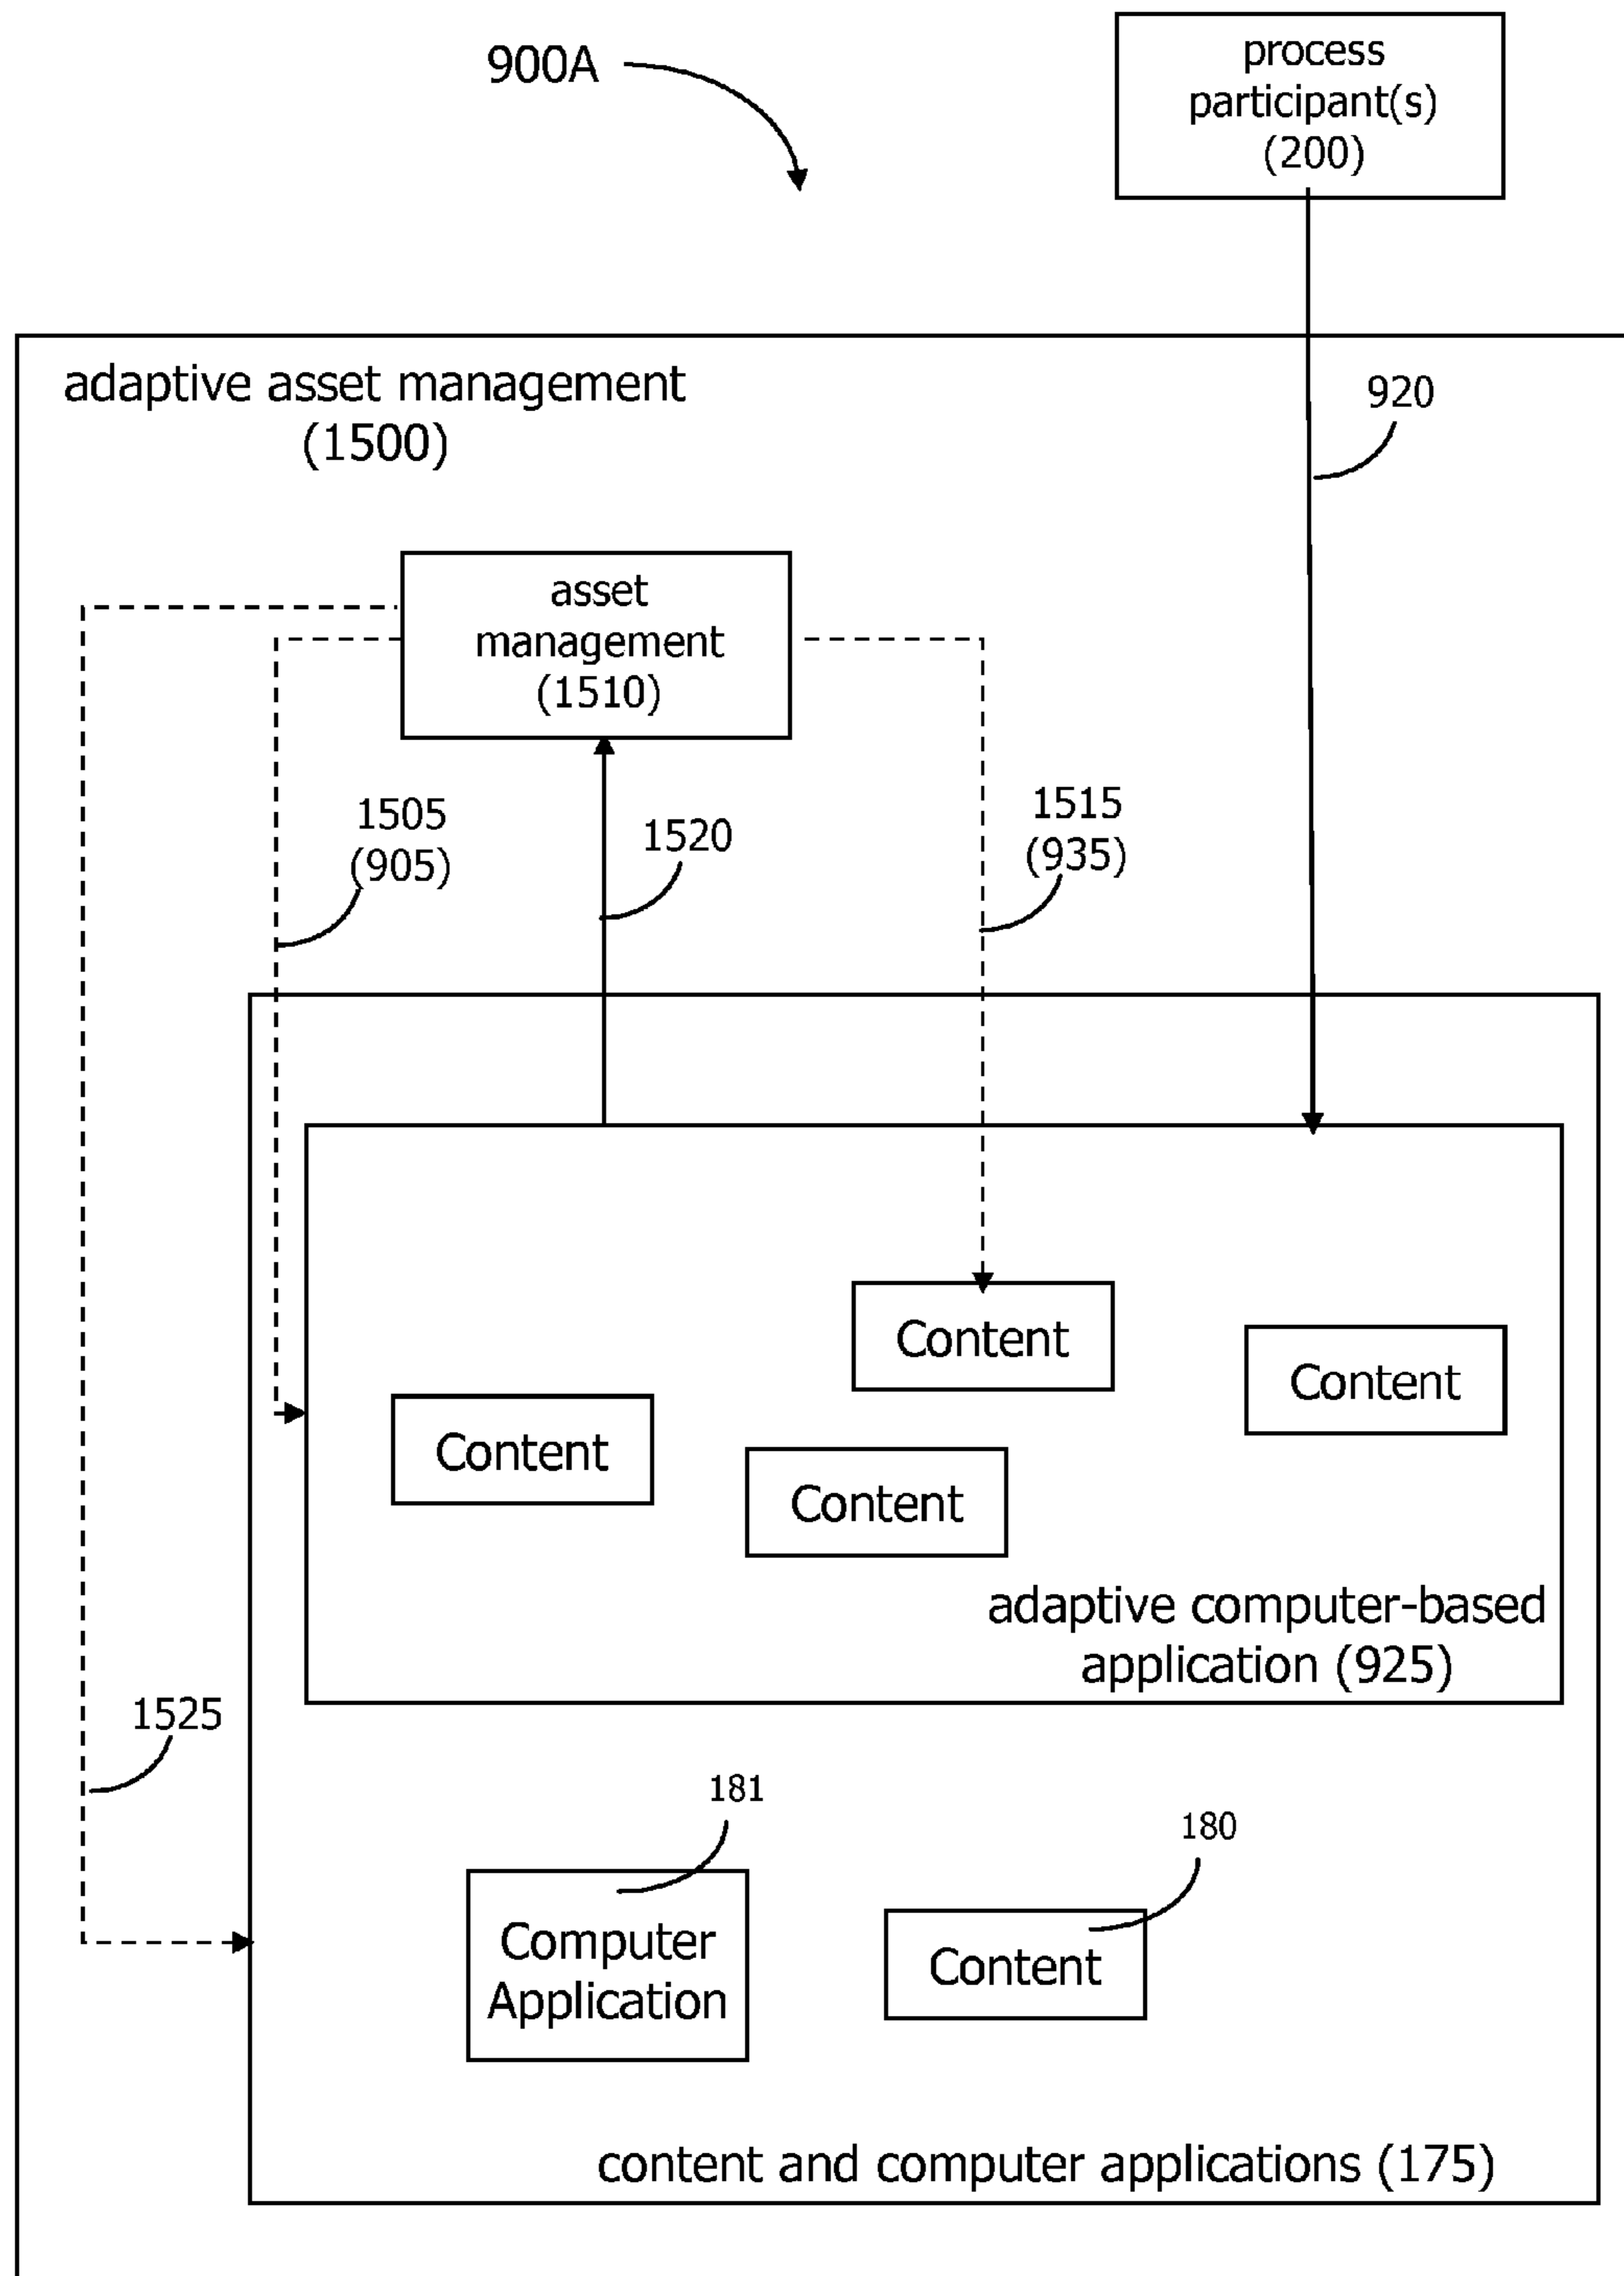 900A
process
participant(s)
(200)
adaptive asset management
(1500)
920
asset
management
(1510)
1505
(905)
1520
1515
(935)
Content
Content
Content
Content
adaptive computer-based
application (925)
1525
181
180
Computer
Application
Content
content and computer applications (175)